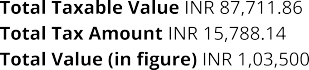 Total Taxable Value INR 87,711.86
Total Tax Amount INR 15,788.14
Total Value (in figure) INR 1,03,500